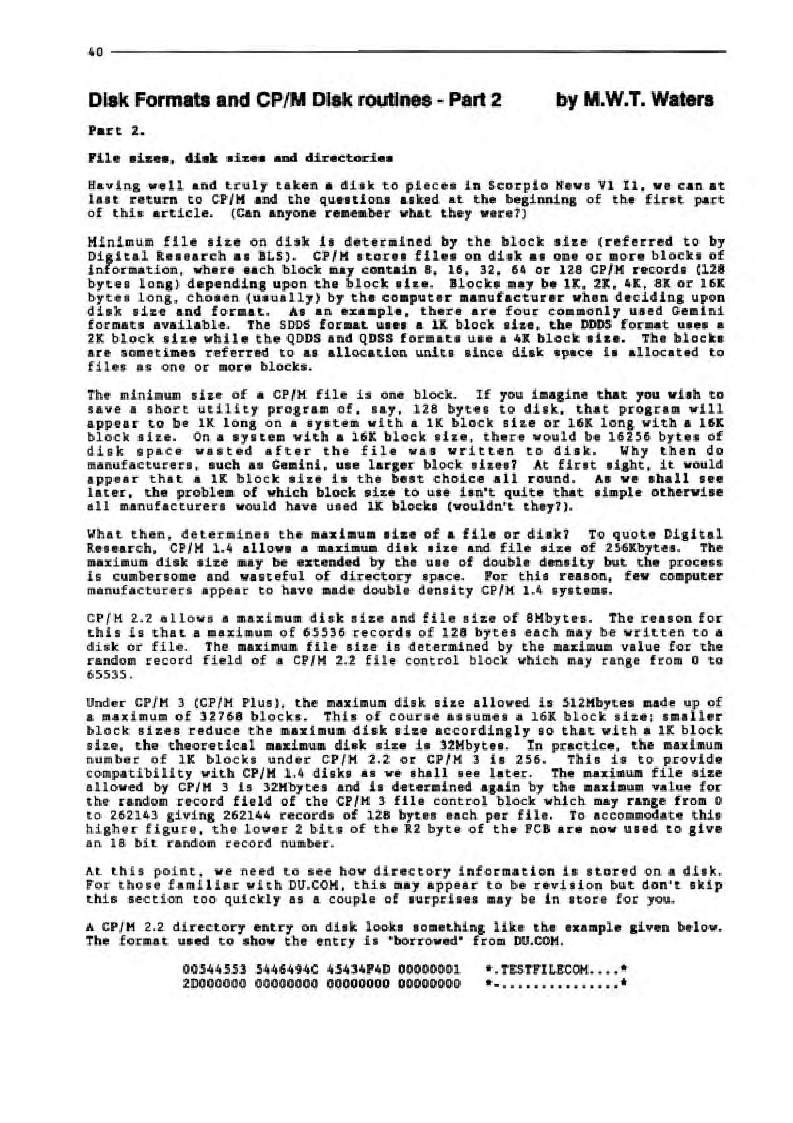 40
Disk Formats and CP/M Disk routines - Part 2 by M.W.T. Waters
Part 2.
File sizes, disk sizes and directories
Having well and truly taken a disk to pieces in Scorpio News V1 I1, we can at
last return to CP/M and the questions asked at the beginning of the first part
of this article. (Can anyone remember what they were?)
Minimum file size on disk is determined by the block size (referred to by
Digital Research as BLS). CP/M stores files on disk as one or more blocks of
information, where each block may contain 8, 16, 32, 64 or 128 CP/M records (128
bytes long) depending upon the block size. Blocks may be 1K, 2K, 4K, 8K or 16K
bytes long, chosen (usually) by the computer manufacturer when deciding upon
disk size and format. As an example, there are four commonly used Gemini
formats available. The SDDS format uses a 1K block size, the DDDS format uses a
2K block size while the QDDS and QDSS formats use a 4K block size. The blocks
are sometimes referred to as allocation units since disk space is allocated to
files as one or more blocks.
The minimum size of a CP/M file is one block. If you imagine that you wish to
save a short utility program of, say, 128 bytes to disk, that program will
appear to be 1K long on a system with a 1K block size or 16K long with a 16K
block size. On a system with a 16K block size, there would be 16256 bytes of
disk space wasted after the file was written to disk. Why then do
manufacturers, such as Gemini, use larger block sizes? At first sight, it would
appear that a 1K block size is the best choice all round. As we shall see
later, the problem of which block size to use isn't quite that simple otherwise
all manufacturers would have used 1K blocks (wouldn't they?).
What then, determines the maximum size of a file or disk? To quote Digital
Research, CP/M 1.4 allows a maximum disk size and file size of 256Kbytes. The
maximum disk size may be extended by the use of double density but the process
is cumbersome and wasteful of directory space. For this reason, few computer
manufacturers appear to have made double density CP/M 1.4 systems.
CP/M 2.2 allows a maximum disk size and file size of 8Mbytes. The reason for
this is that a maximum of 65536 records of 128 bytes each may be written to a
disk or file. The maximum file size is determined by the maximum value for the
random record field of a CP/M 2.2 file control block which may range from 0 to
65535.
Under CP/M 3 (CP/M Plus), the maximum disk size allowed is 512Mbytes made up of
a maximum of 32768 blocks. This of course assumes a 16K block size; smaller
block sizes reduce the maximum disk size accordingly so that with a 1K block
size, the theoretical maximum disk size is 32Mbytes. In practice, the maximum
number of 1K blocks under CP/M 2.2 or CP/M 3 is 256. This is to provide
compatibility with CP/M 1.4 disks as we shall see later. The maximum file size
allowed by CP/M 3 is 32Mbytes and is determined again by the maximum value for
the random record field of the CP/M 3 file control block which may range from 0
to 262143 giving 262144 records of 128 bytes each per file. To accommodate this
higher figure, the lower 2 bits of the R2 byte of the FCB are now used to give
an 18 bit random record number.
At this point, we need to see how directory information is stored on a disk.
For those familiar with DU.COM, this may appear to be revision but don't skip
this section too quickly as a couple of surprises may be in store for you.
A CP/M 2.2 directory entry on disk looks something like the example given below.
The format used to show the entry is "borrowed" from DU.COM.
00544553 5446494C 45434F4D 00000001 *.TESTFILECOM....*
2D000000 00000000 00000000 00000000 *-...............*